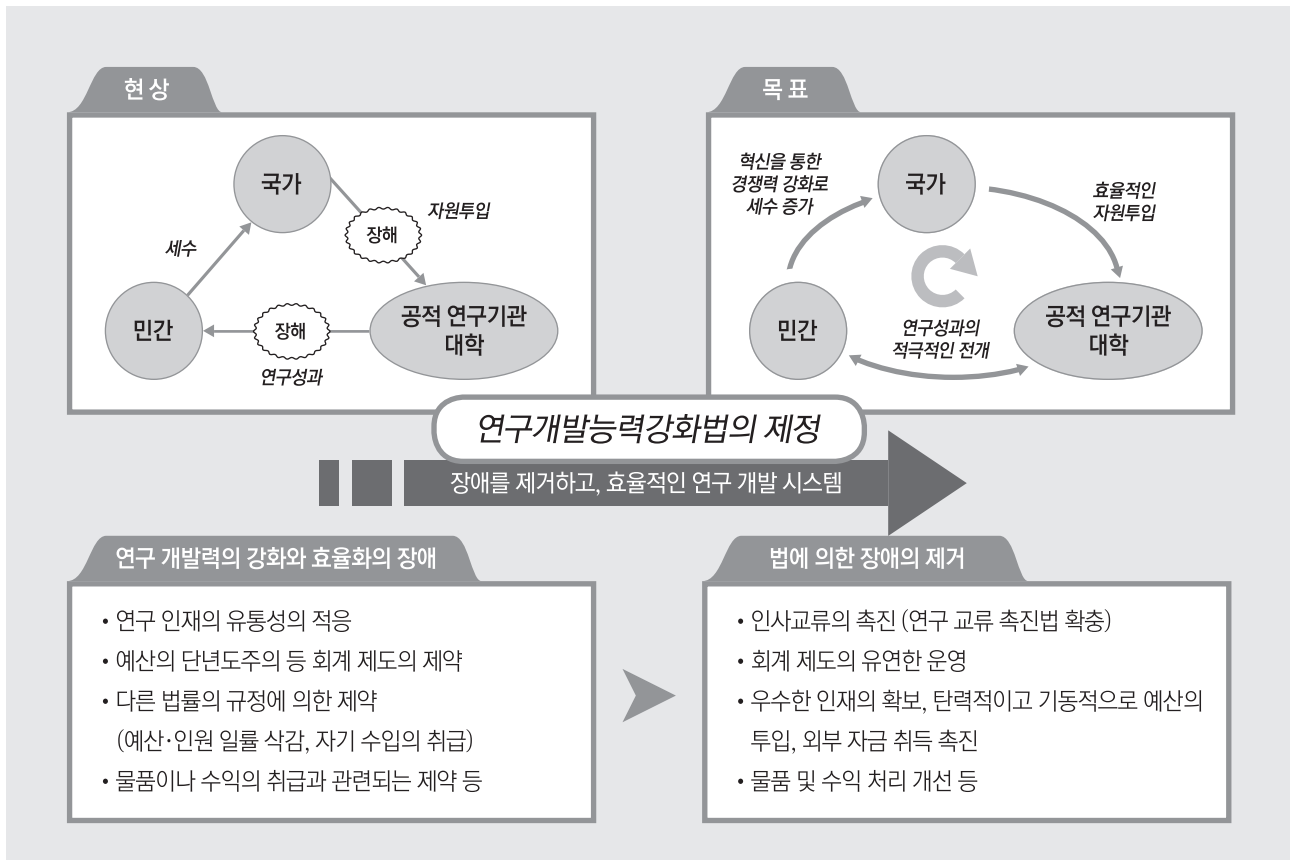 현 상
국가
장해
자원투입
세수
민간
장해
연구성과
공적 연구기관
대학
목 표
혁신을 통한
경쟁력 강화로
세수 증가
국가
효율적인
자원투입
민간
연구성과의
적극적인 전개
공적 연구기관
대학
연구개발능력강화법의 제정
장애를 제거하고, 효율적인 연구 개발 시스템
연구 개발력의 강화와 효율화의 장애
• 연구 인재의 유통성의 적응
• 예산의 단년도주의 등 회계 제도의 제약
• 다른 법률의 규정에 의한 제약
(예산·인원 일률 삭감, 자기 수입의 취급)
• 물품이나 수익의 취급과 관련되는 제약 등
법에 의한 장애의 제거
• 인사교류의 촉진 (연구 교류 촉진법 확충)
• 회계 제도의 유연한 운영
• 우수한 인재의 확보, 탄력적이고 기동적으로 예산의
투입, 외부 자금 취득 촉진
• 물품 및 수익 처리 개선 등